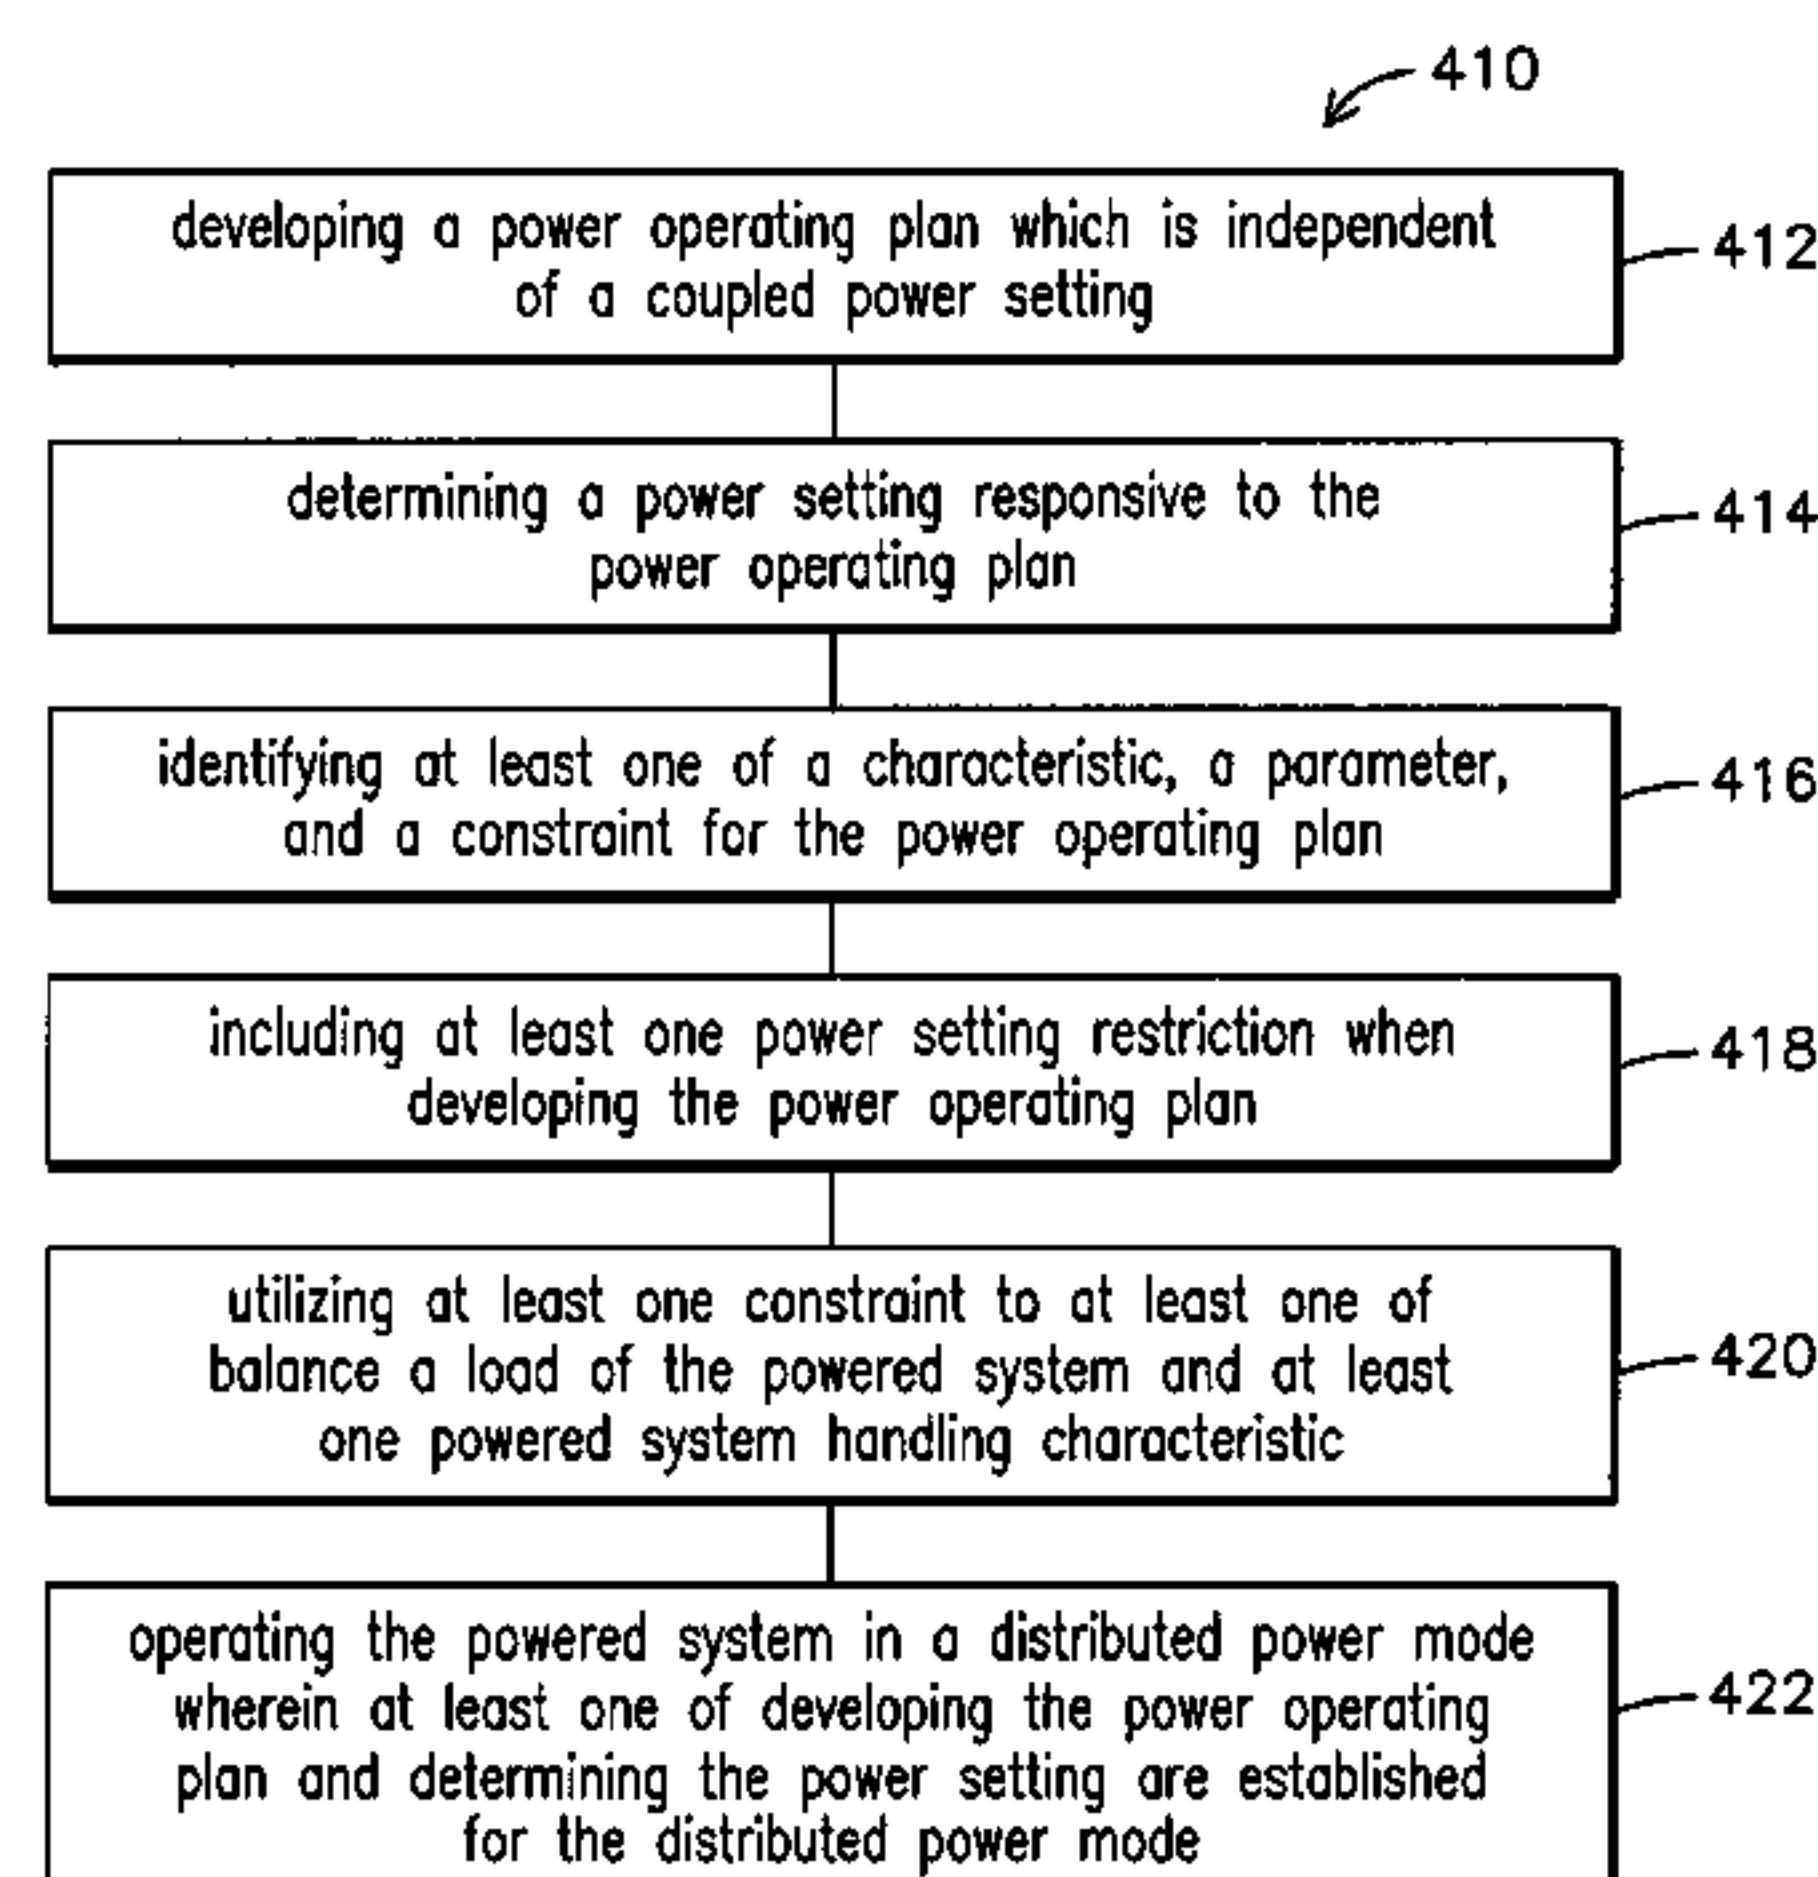 410
developing a power operating plan which is independent
of a coupled power setting
412
determining a power setting responsive to the
power operating plan
414
identifying at least one of a characteristic, a parameter,
and a constraint for the power operating plan
416
including at least one power setting restriction when
developing the power operating plan
418
utilizing at least one constraint to at least one of
balance a load of the powered system and at least
one powered system handling characteristic
420
operating the powered system in a distributed power mode
wherein at least one of developing the power operating
plan and determining the power setting are established
for the distributed power mode
422